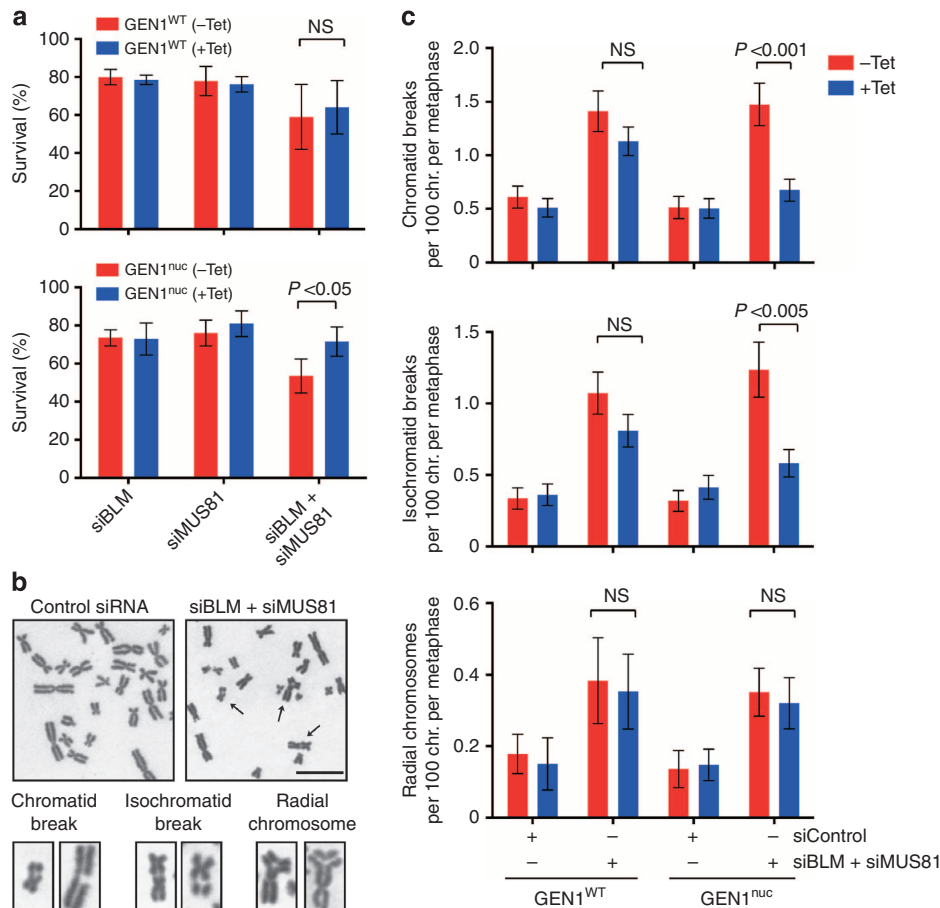 a
GEN1WT (–Tet)
GEN1WT (+Tet)
NS
Survival (%)
100
80
60
40
20
0
GEN1nuc (–Tet)
GEN1nuc (+Tet)
P <0.05
Survival (%)
100
80
60
40
20
0
siBLM
siMUS81
siBLM +
siMUS81
b
Control siRNA
siBLM + siMUS81
Chromatid
break
Isochromatid
break
Radial
chromosome
c
–Tet
+Tet
NS
P <0.001
Chromatid breaks
per 100 chr. per metaphase
2.0
1.5
1.0
0.5
0
NS
P <0.005
Isochromatid breaks
per 100 chr. per metaphase
1.5
1.0
0.5
0
NS
NS
Radial chromosomes
per 100 chr. per metaphase
0.6
0.4
0.2
0
+ – + – siControl
– + – + siBLM + siMUS81
GEN1WT
GEN1nuc